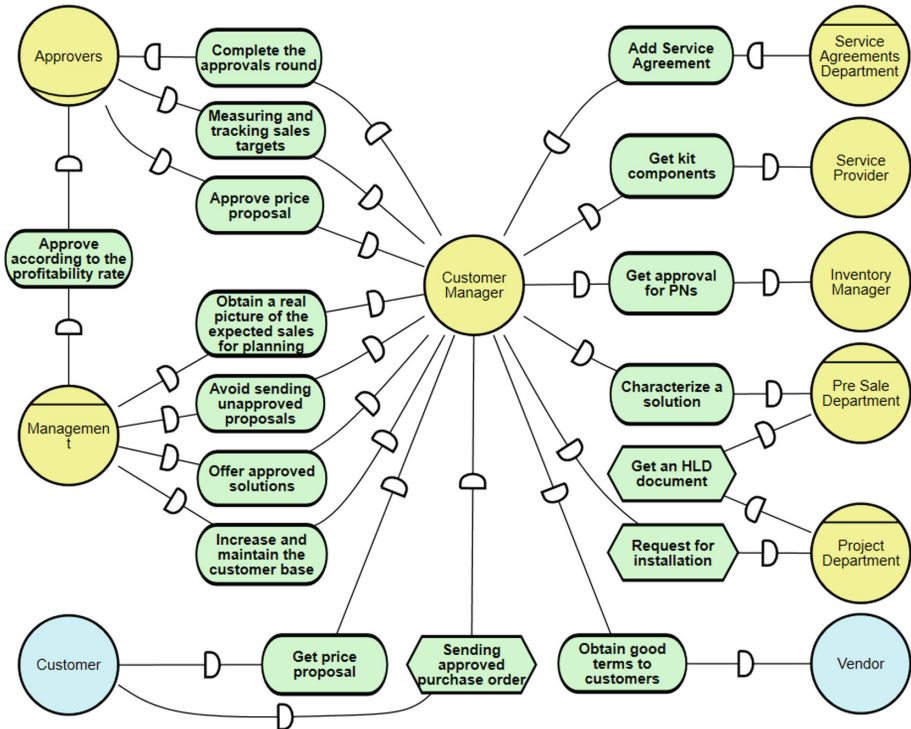 Approvers
Complete the
approvals round
Add Service
Agreement
Service
Agreements
Department
Measuring and
tracking sales
targets
Get kit
components
Service
Provider
Approve price
proposal
Approve
according to the
profitability rate
Customer
Manager
Get approval
for PNs
Inventory
Manager
Obtain a real
picture of the
expected sales
for planning
Avoid sending
unapproved
proposals
Characterize a
solution
Pre Sale
Department
Managemen
t
Offer approved
solutions
Get an HLD
document
Increase and
maintain the
customer base
Request for
installation
Project
Department
Customer
Get price
proposal
Sending
approved
purchase order
Obtain good
terms to
customers
Vendor